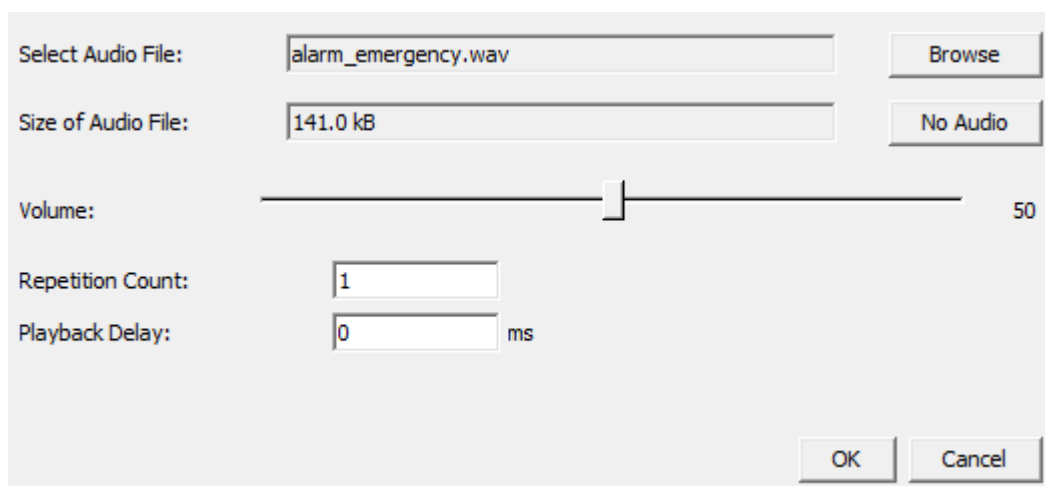 Select Audio File: alarm_emergency.wav Browse
Size of Audio File: 141.0 kB No Audio
Volume: 50
Repetition Count: 1
Playback Delay: 0 ms
OK Cancel